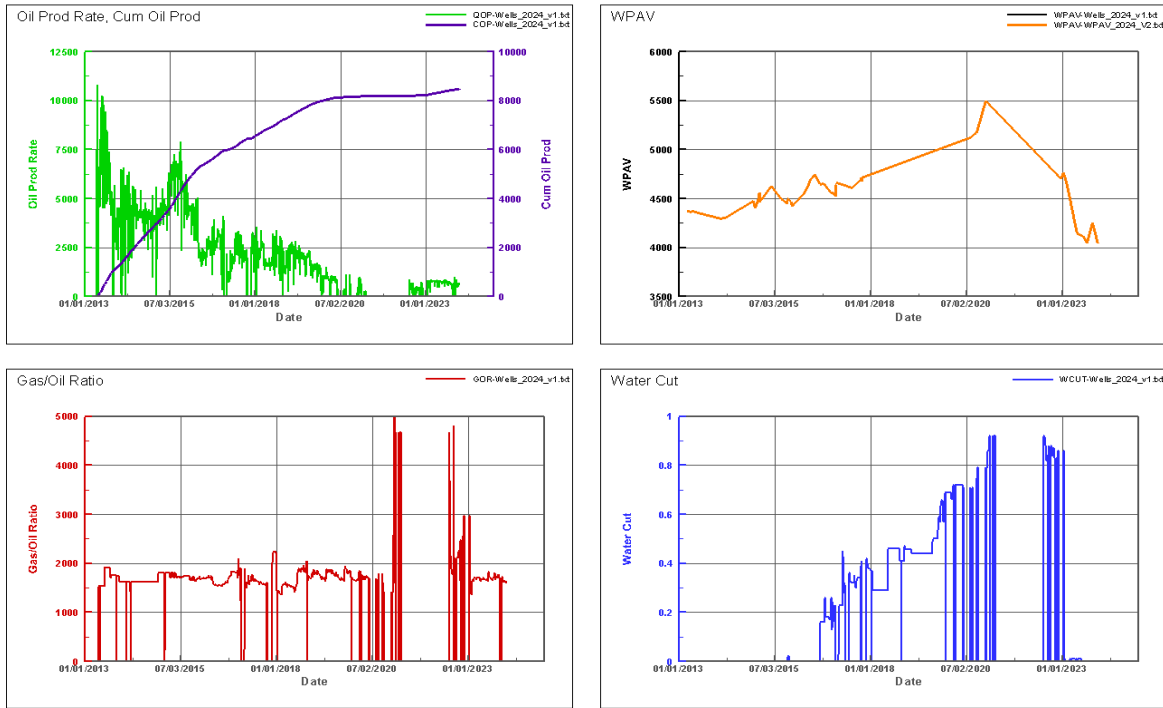 Oil Prod Rate, Cum Oil Prod
QOP-Wells_2024_v1.txt
COP-Wells_2024_v1.txt
12500
10000
7500
5000
2500
0
Oil Prod Rate
10000
8000
6000
4000
2000
0
Cum Oil Prod
01/01/2013
07/03/2015
01/01/2018
07/02/2020
01/01/2023
Date
WPAV
WPAV-Wells_2024_v1.txt
WPAV-WPAV_2024_V2.txt
6000
5500
5000
4500
4000
3500
WPAV
01/01/2013
07/03/2015
01/01/2018
07/02/2020
01/01/2023
Date
Gas/Oil Ratio
GOR-Wells_2024_v1.txt
5000
4000
3000
2000
1000
0
Gas/Oil Ratio
01/01/2013
07/03/2015
01/01/2018
07/02/2020
01/01/2023
Date
Water Cut
WCUT-Wells_2024_v1.txt
1
0.8
0.6
0.4
0.2
0
Water Cut
01/01/2013
07/03/2015
01/01/2018
07/02/2020
01/01/2023
Date